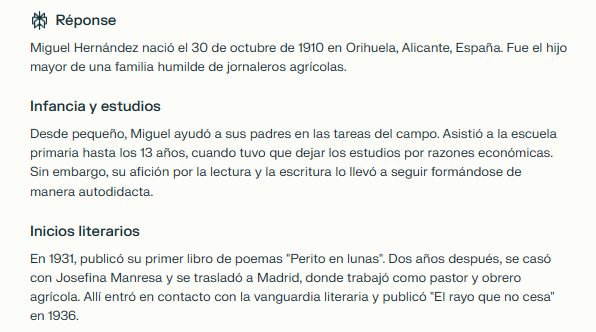 Réponse
Miguel Hernández nació el 30 de octubre de 1910 en Orihuela, Alicante, España. Fue el hijo
mayor de una familia humilde de jornaleros agrícolas.
Infancia y estudios
Desde pequeño, Miguel ayudó a sus padres en las tareas del campo. Asistió a la escuela
primaria hasta los 13 años, cuando tuvo que dejar los estudios por razones económicas.
Sin embargo, su afición por la lectura y la escritura lo llevó a seguir formándose de
manera autodidacta.
Inicios literarios
En 1931, publicó su primer libro de poemas "Perito en lunas". Dos años después, se casó
con Josefina Manresa y se trasladó a Madrid, donde trabajó como pastor y obrero
agrícola. Allí entró en contacto con la vanguardia literaria y publicó "El rayo que no cesa"
en 1936.